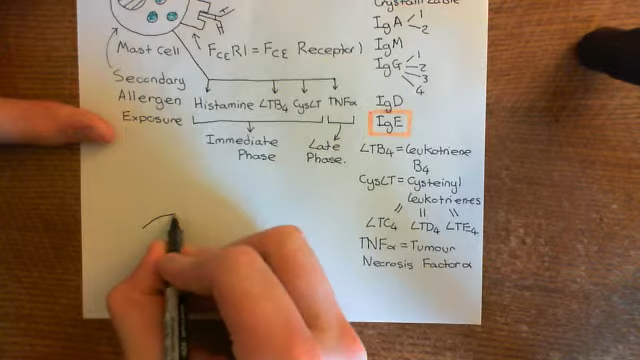 Crystallizable
IgA 1
2
IgM
IgG 1
2
3
4
IgD
IgE
Mast Cell
FcεRI = Fcε Receptor I
Secondary
Allergen
Exposure
Histamine LTB4 CysLT TNFα
Immediate
Phase
Late
Phase.
LTB4 = Leukotriene
B4
CysLT = Cysteinyl
Leukotrienes
LTC4 LTD4 LTE4
TNFα = Tumour
Necrosis Factor α